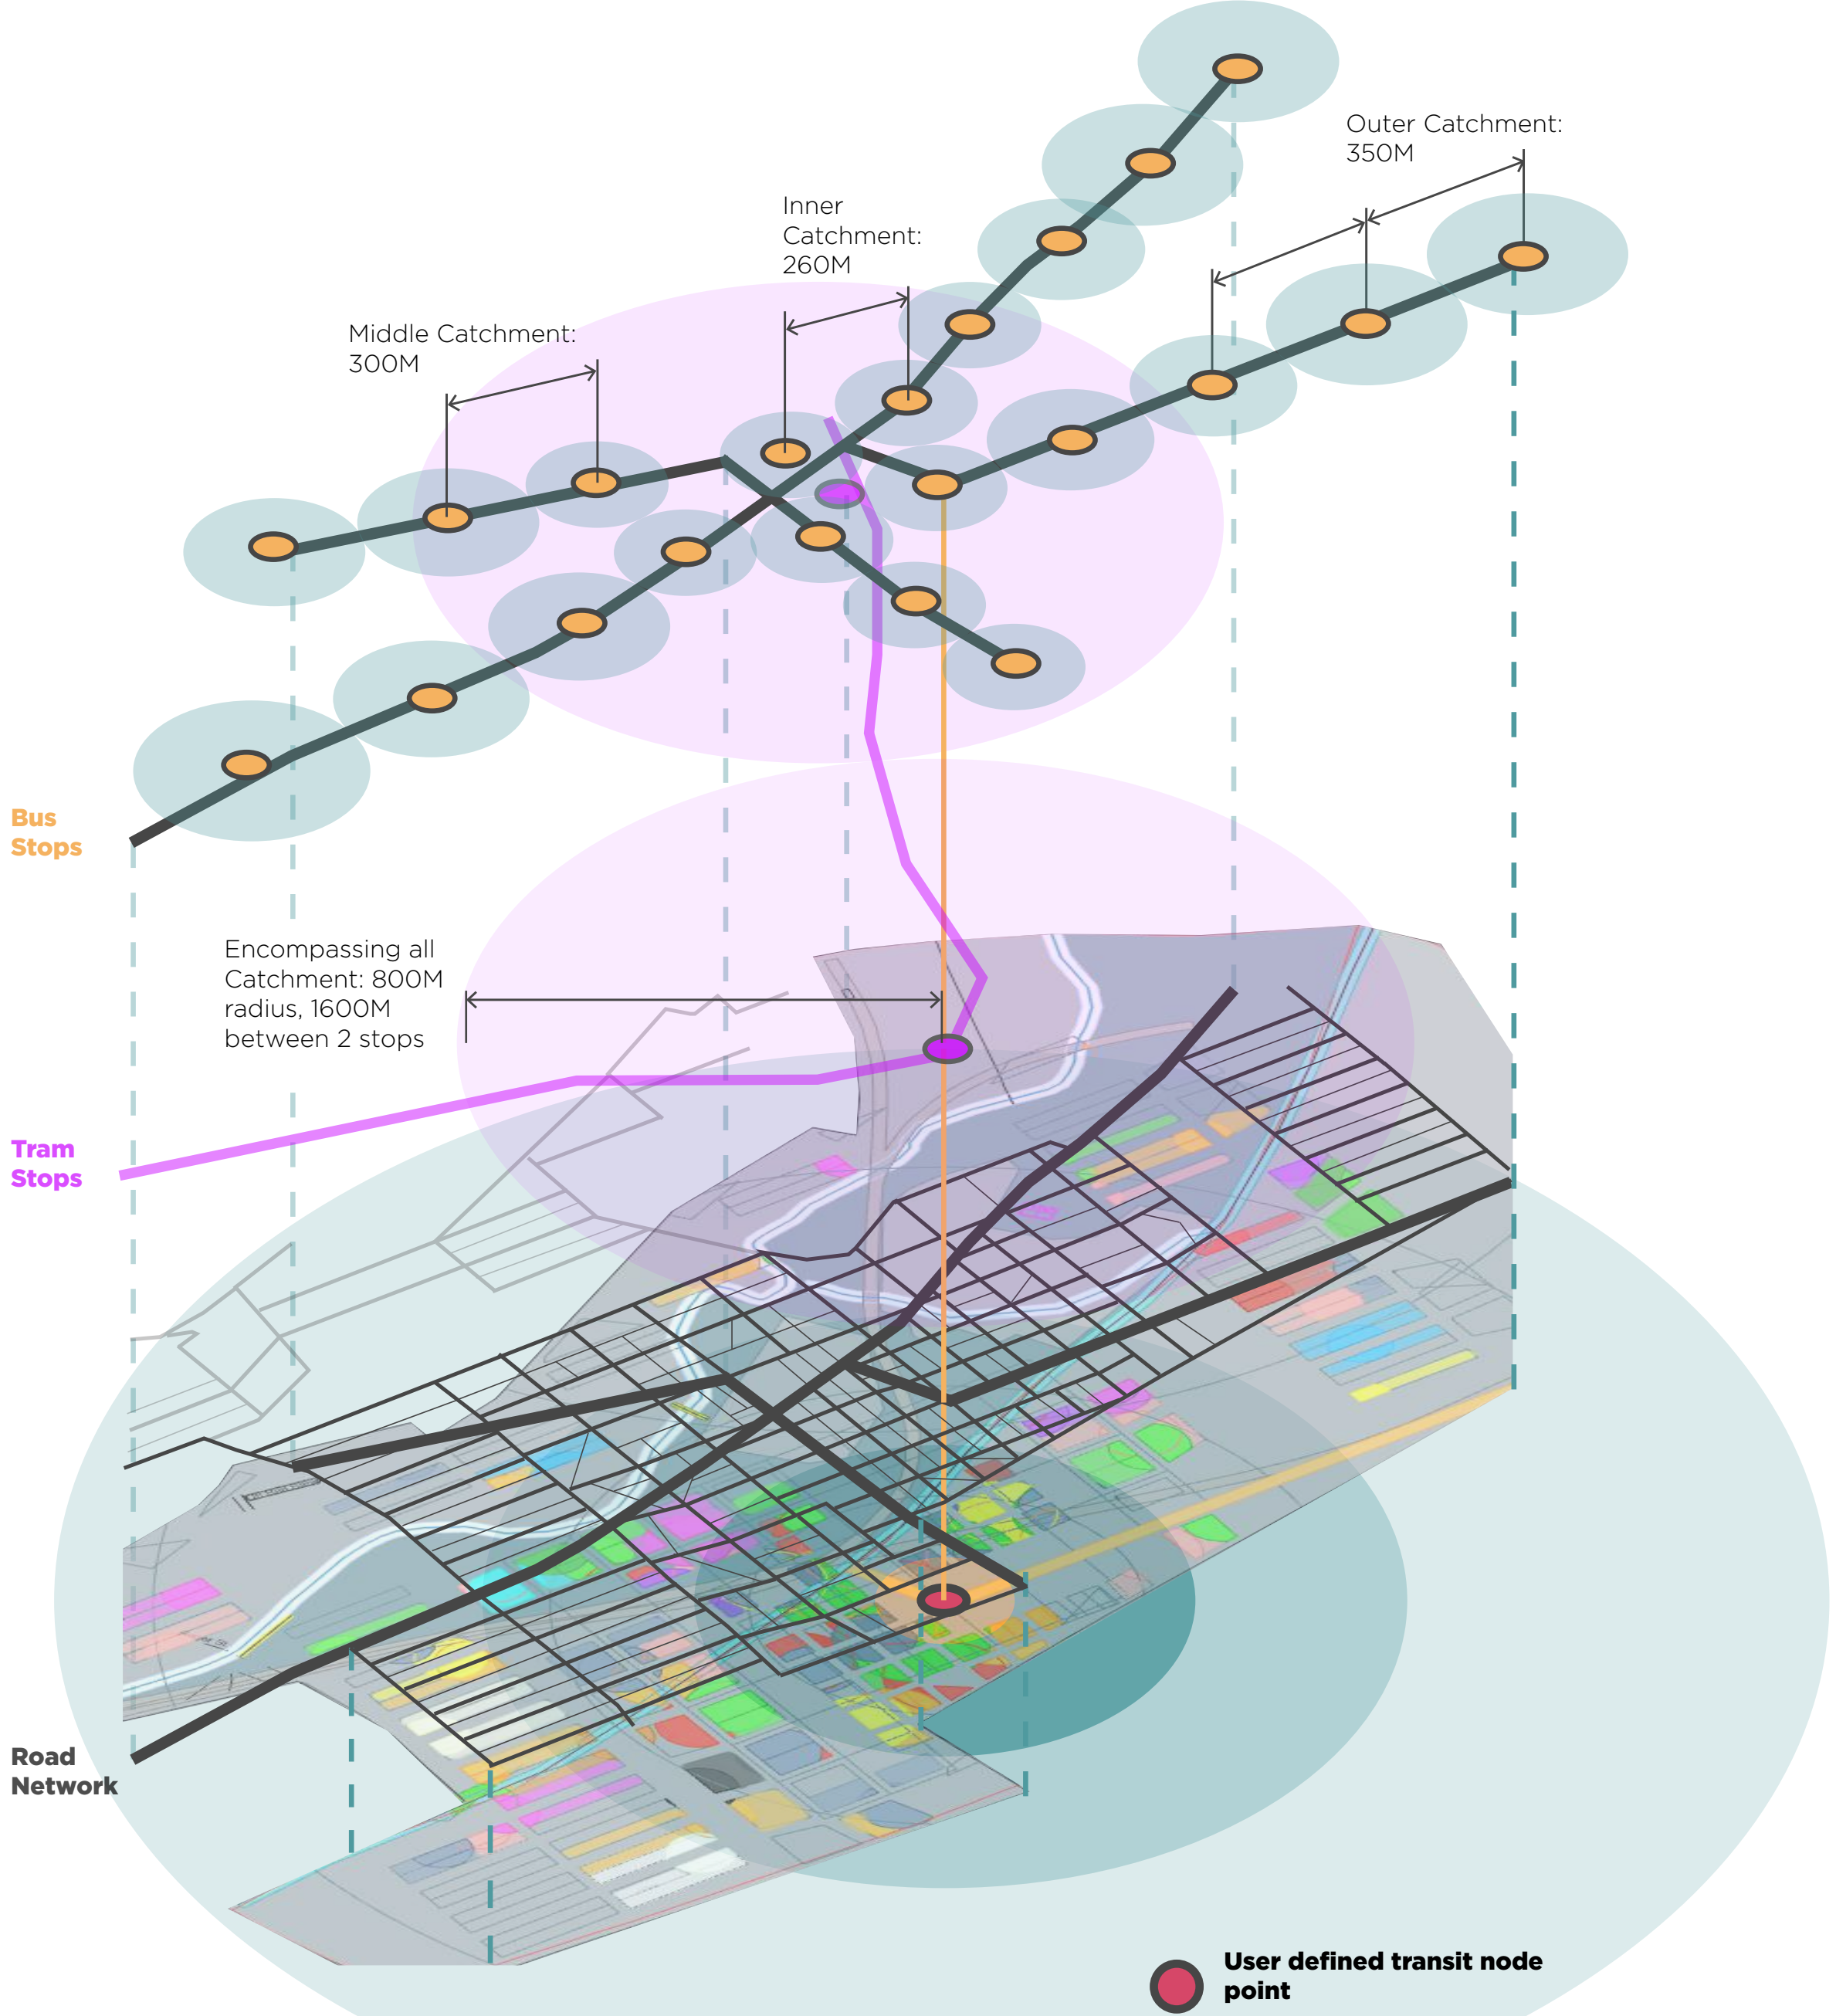 Outer Catchment:
350M
Inner
Catchment:
260M
Middle Catchment:
300M
Bus
Stops
Encompassing all
Catchment: 800M
radius, 1600M
between 2 stops
Tram
Stops
Road
Network
User defined transit node
point